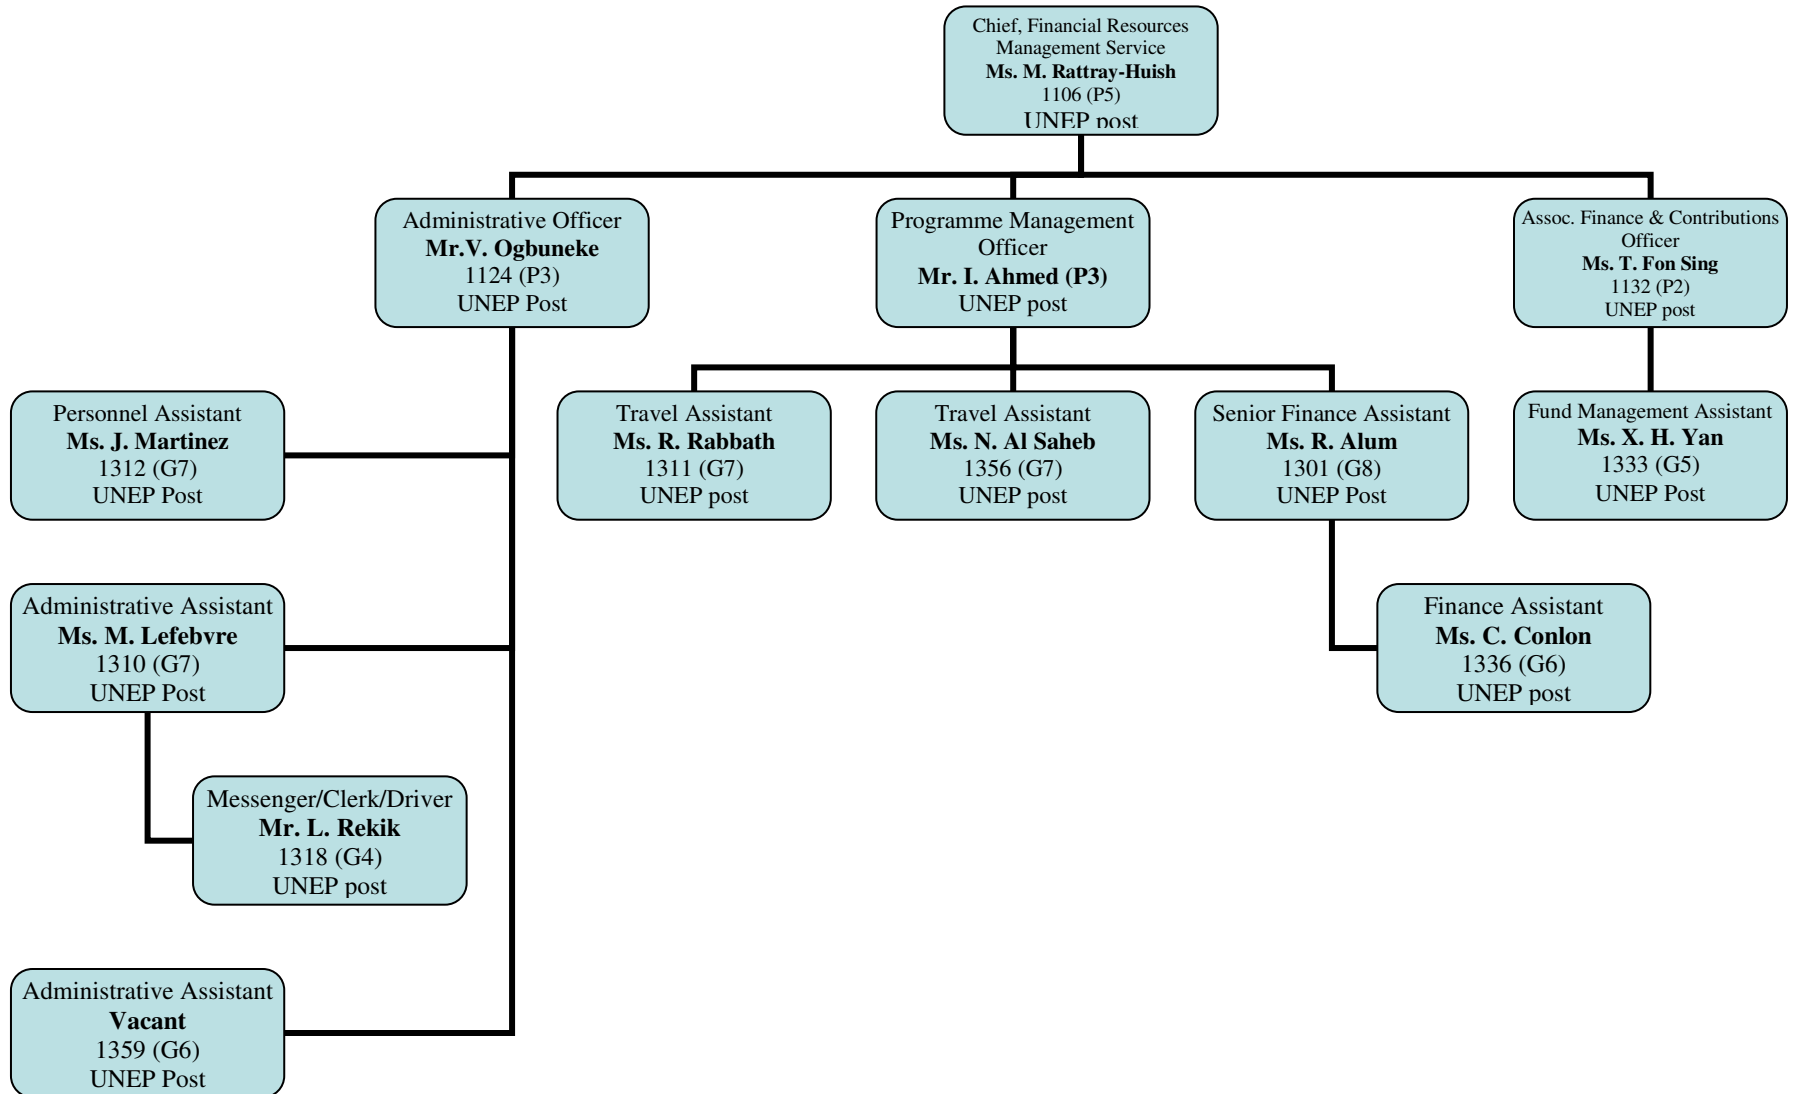 Chief, Financial Resources
Management Service
Ms. M. Rattray-Huish
1106 (P5)
UNEP post
Administrative Officer
Mr.V. Ogbuneke
1124 (P3)
UNEP Post
Programme Management
Officer
Mr. I. Ahmed (P3)
UNEP post
Assoc. Finance & Contributions
Officer
Ms. T. Fon Sing
1132 (P2)
UNEP post
Personnel Assistant
Ms. J. Martinez
1312 (G7)
UNEP Post
Travel Assistant
Ms. R. Rabbath
1311 (G7)
UNEP post
Travel Assistant
Ms. N. Al Saheb
1356 (G7)
UNEP post
Senior Finance Assistant
Ms. R. Alum
1301 (G8)
UNEP Post
Fund Management Assistant
Ms. X. H. Yan
1333 (G5)
UNEP Post
Administrative Assistant
Ms. M. Lefebvre
1310 (G7)
UNEP Post
Finance Assistant
Ms. C. Conlon
1336 (G6)
UNEP post
Messenger/Clerk/Driver
Mr. L. Rekik
1318 (G4)
UNEP post
Administrative Assistant
Vacant
1359 (G6)
UNEP Post